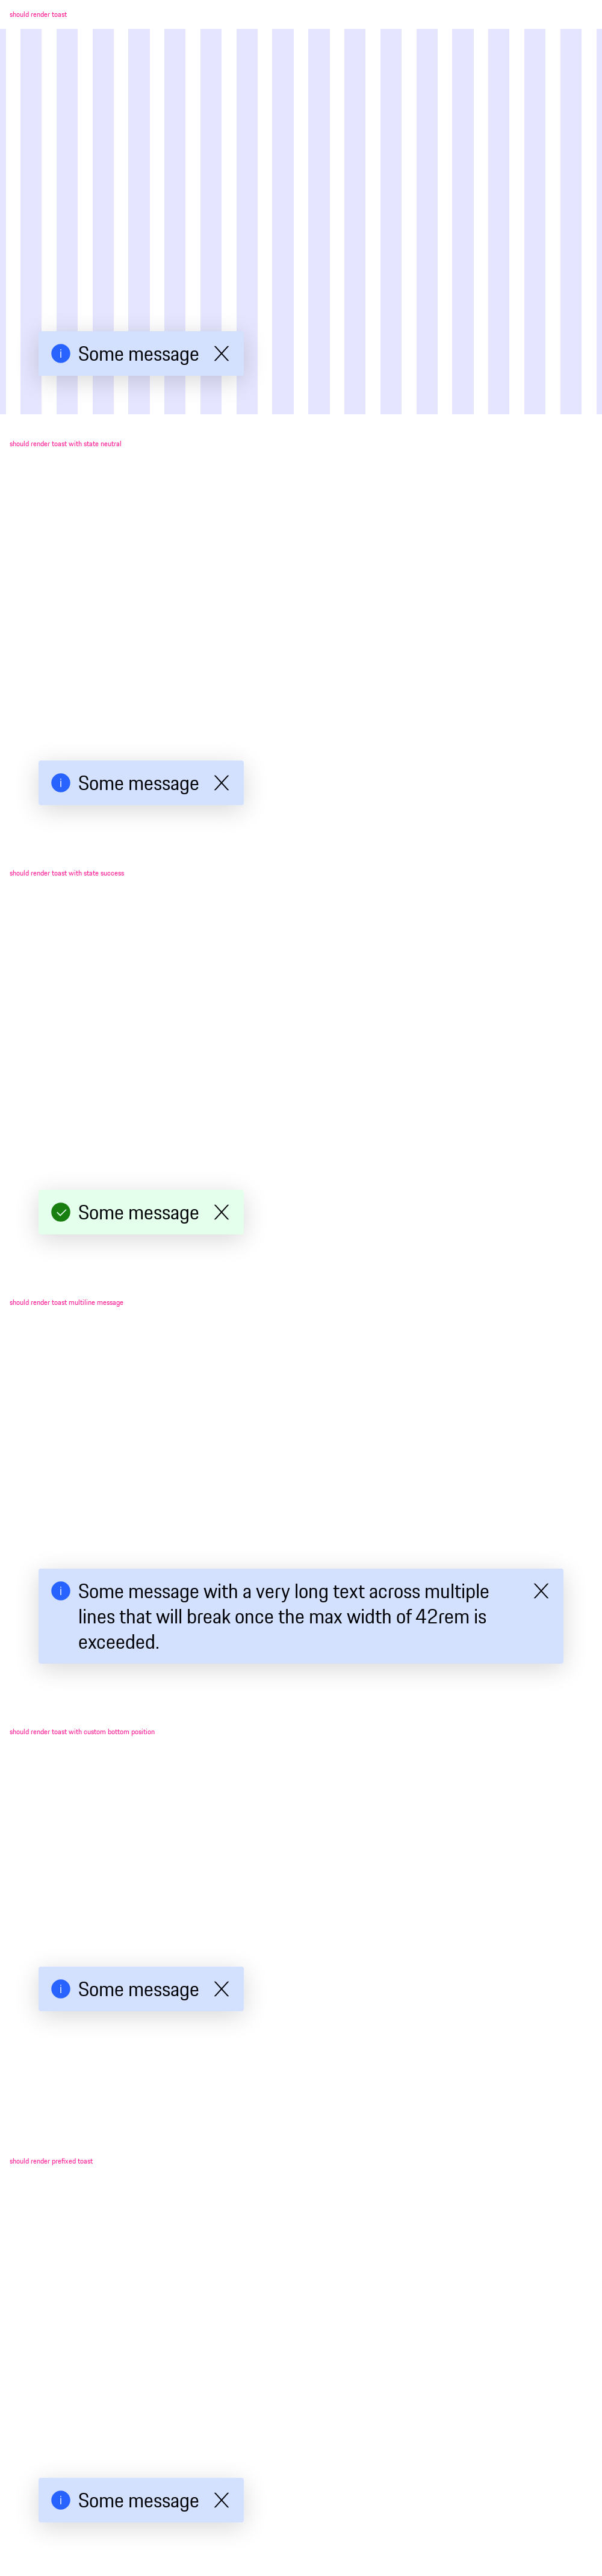 should render toast
Some message
should render toast with state neutral
Some message
should render toast with state success
Some message
should render toast multiline message
Some message with a very long text across multiple
lines that will break once the max width of 42rem is
exceeded.
should render toast with custom bottom position
Some message
should render prefixed toast
Some message